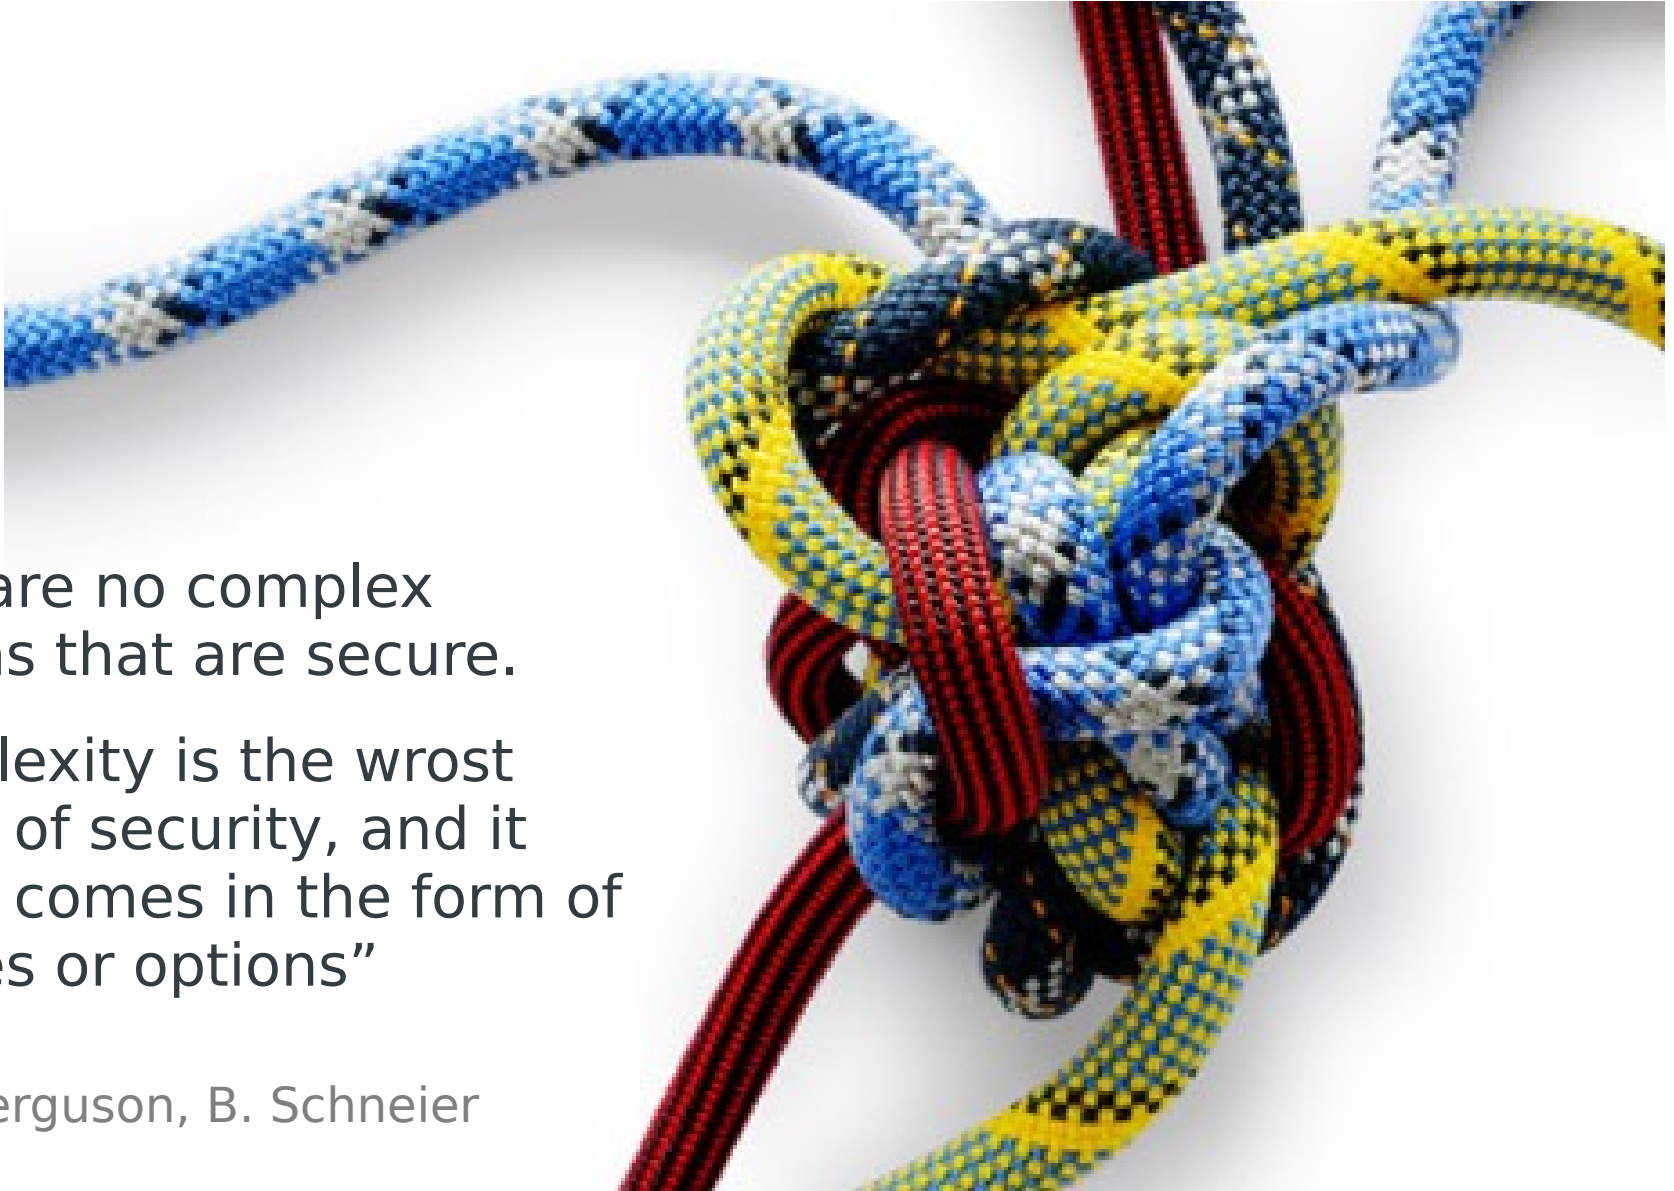 are no complex
s that are secure.
lexity is the wrost
of security, and it
comes in the form of
es or options”
erguson, B. Schneier